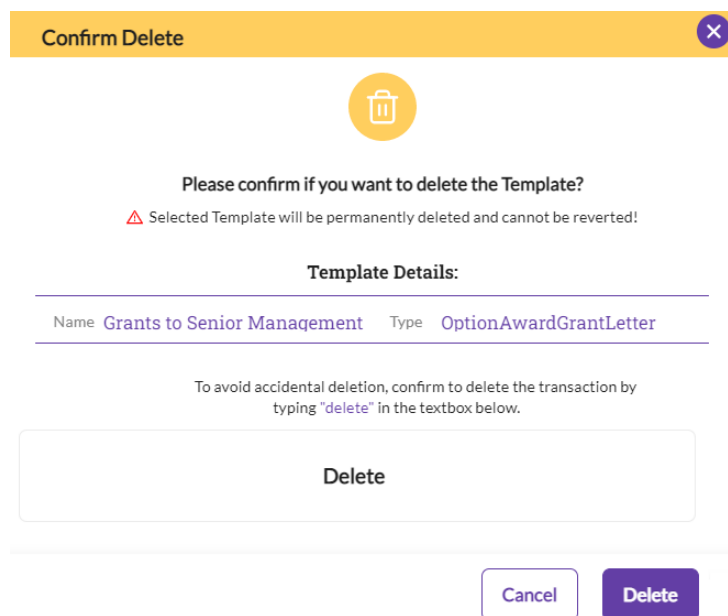 Confirm Delete
Please confirm if you want to delete the Template?
Selected Template will be permanently deleted and cannot be reverted!
Template Details:
Name Grants to Senior Management Type OptionAwardGrantLetter
To avoid accidental deletion, confirm to delete the transaction by
typing "delete" in the textbox below.
Delete
Cancel Delete